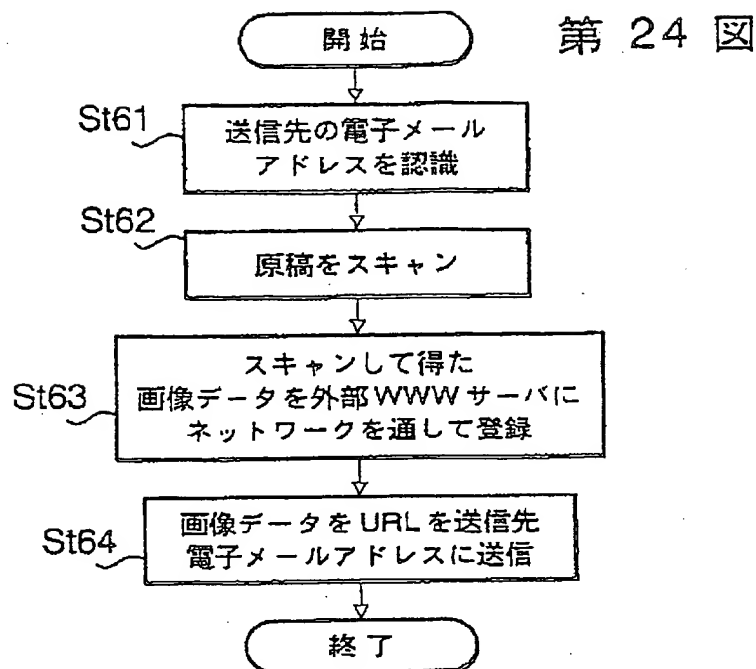 第 24 図
開始
St61
送信先の電子メール
アドレスを認識
St62
原稿をスキャン
St63
スキャンして得た
画像データを外部WWWサーバに
ネットワークを通して登録
St64
画像データをURLを送信先
電子メールアドレスに送信
終了